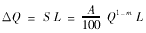 ΔQ = S L = A/100 Q^{1-m} L